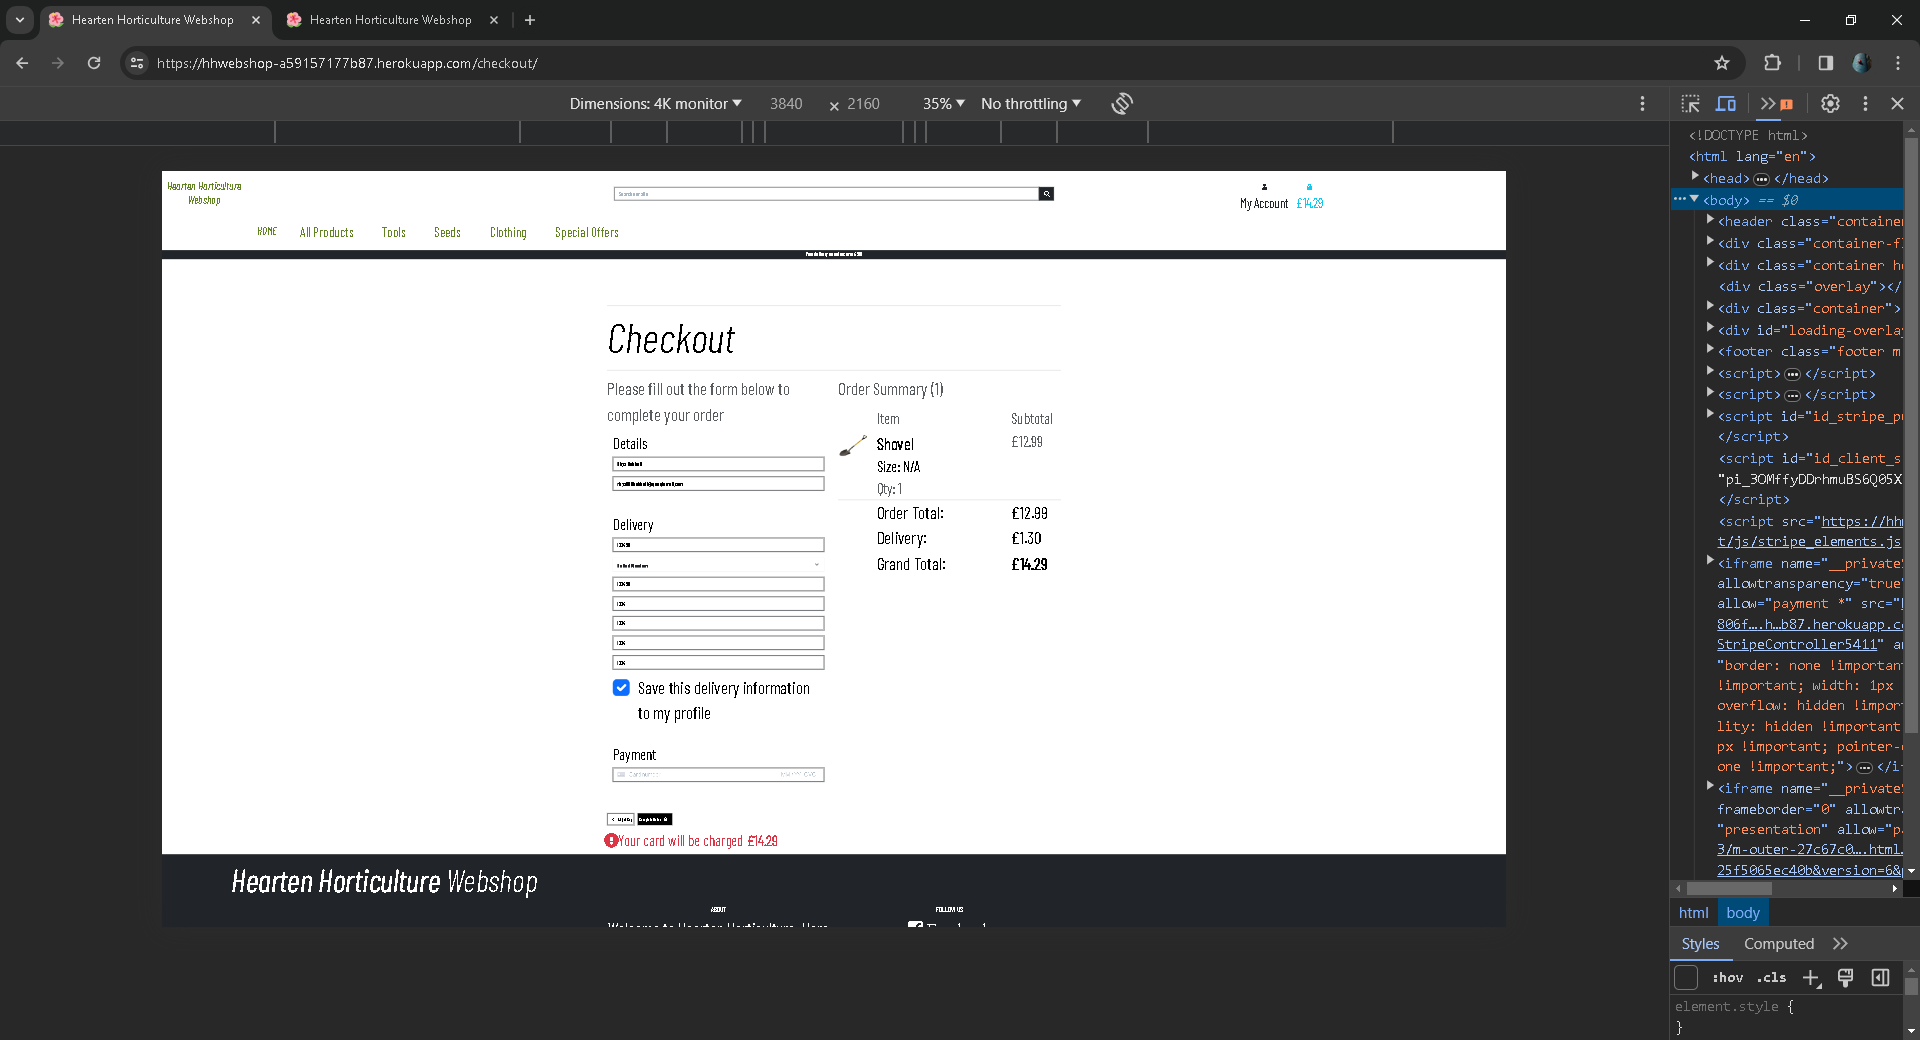 Hearten Horticulture Webshop
Hearten Horticulture Webshop
https://hhwebshop-a59157177b87.herokuapp.com/checkout/
Dimensions: 4K monitor 3840 × 2160 35% No throttling
Hearten Horticulture
Webshop
My Account £14.29
HOME All Products Tools Seeds Clothing Special Offers
Checkout
Please fill out the form below to
complete your order
Details
Delivery
Save this delivery information
to my profile
Payment
Your card will be charged £14.29
Order Summary (1)
Item Subtotal
Shovel £12.99
Size: N/A
Qty: 1
Order Total: £12.99
Delivery: £1.30
Grand Total: £14.29
Hearten Horticulture Webshop
ABOUT FOLLOW US
<!DOCTYPE html>
<html lang="en">
<head> ••• </head>
••• <body> == $0
<header class="container
<div class="container-f
<div class="container h
<div class="overlay"></
<div class="container">
<div id="loading-overla
<footer class="footer m
<script> ••• </script>
<script> ••• </script>
<script id="id_stripe_p
</script>
<script id="id_client_s
"pi_3OMffyDDrhmuBS6Q05X
</script>
<script src="https://hh
t/js/stripe_elements.js
<iframe name="__private
allowtransparency="true"
allow="payment *" src="
806f….h…b87.herokuapp.c
StripeController5411" a
"border: none !importan
!important; width: 1px
overflow: hidden !impor
lity: hidden !important
px !important; pointer-
one !important;"> ••• </i
<iframe name="__private
frameborder="0" allowtr
"presentation" allow="p
3/m-outer-27c67c0….html
25f5065ec40b&version=6&
html body
Styles Computed
:hov .cls
element.style {
}